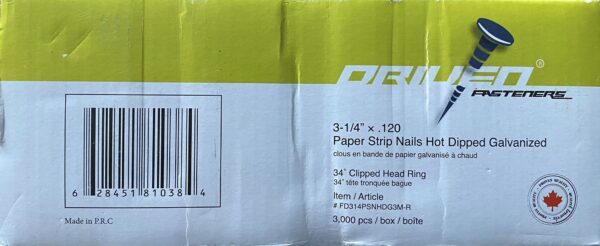 DRIVEN®
FASTENERS
3-1/4" × .120
Paper Strip Nails Hot Dipped Galvanized
clous en bande de papier galvanisé à chaud
34° Clipped Head Ring
34° tête tronquée bague
Item / Article
# FD314PSNHDG3M-R
3,000 pcs / box / boîte
6 28451 81038 4
Made in P.R.C